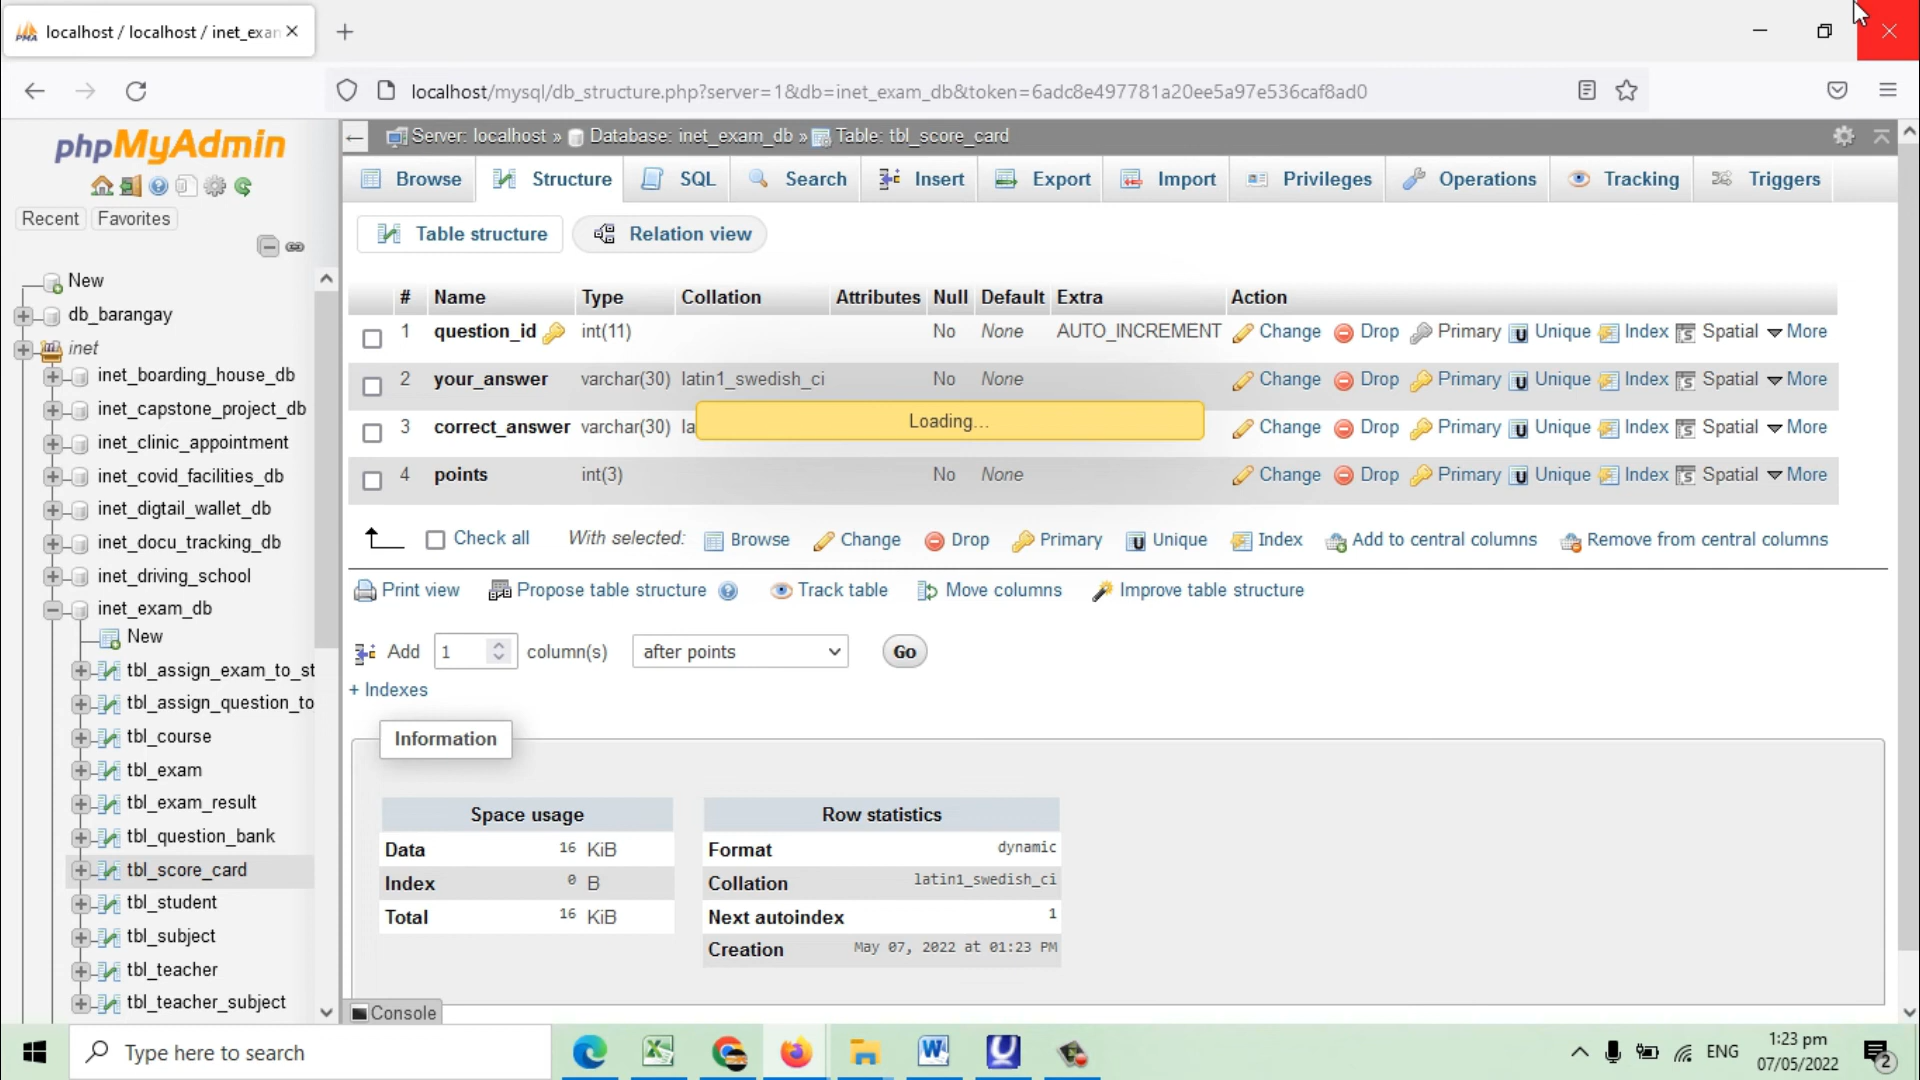 localhost / localhost / inet_exan
localhost/mysql/db_structure.php?server=1&db=inet_exam_db&token=6adc8e497781a20ee5a97e536caf8ad0
phpMyAdmin
Recent Favorites
New
db_barangay
inet
inet_boarding_house_db
inet_capstone_project_db
inet_clinic_appointment
inet_covid_facilities_db
inet_digtail_wallet_db
inet_docu_tracking_db
inet_driving_school
inet_exam_db
New
tbl_assign_exam_to_st
tbl_assign_question_to
tbl_course
tbl_exam
tbl_exam_result
tbl_question_bank
tbl_score_card
tbl_student
tbl_subject
tbl_teacher
tbl_teacher_subject
Server: localhost » Database: inet_exam_db » Table: tbl_score_card
Browse Structure SQL Search Insert Export Import Privileges Operations Tracking Triggers
Table structure Relation view
# Name Type Collation Attributes Null Default Extra Action
1 question_id int(11) No None AUTO_INCREMENT Change Drop Primary Unique Index Spatial More
2 your_answer varchar(30) latin1_swedish_ci No None Change Drop Primary Unique Index Spatial More
Loading...
3 correct_answer varchar(30) la Change Drop Primary Unique Index Spatial More
4 points int(3) No None Change Drop Primary Unique Index Spatial More
Check all With selected: Browse Change Drop Primary Unique Index Add to central columns Remove from central columns
Print view Propose table structure Track table Move columns Improve table structure
Add 1 column(s) after points Go
+ Indexes
Information
Space usage
Data 16 KiB
Index 0 B
Total 16 KiB
Row statistics
Format dynamic
Collation latin1_swedish_ci
Next autoindex 1
Creation May 07, 2022 at 01:23 PM
Console
Type here to search
ENG
1:23 pm
07/05/2022
2